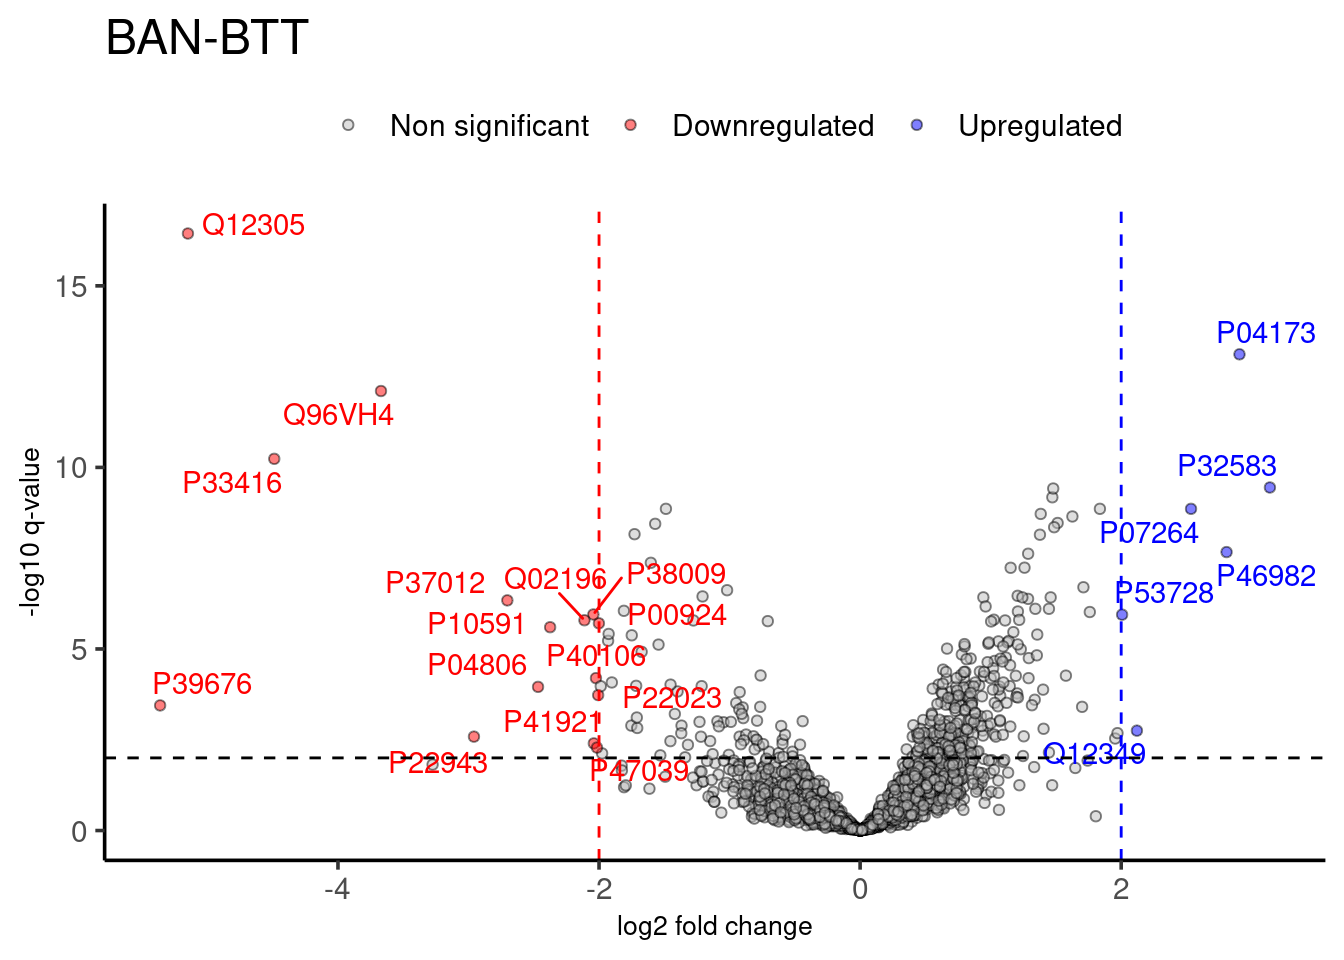 BAN-BTT
Non significant Downregulated Upregulated
Q12305
P04173
Q96VH4
P33416
P32583
P07264
P46982
P37012
Q02196
P38009
P53728
P10591
P00924
P04806
P40106
P39676
P22023
P41921
P22943
P47039
Q12349
15
10
5
0
-4
-2
0
2
-log10 q-value
log2 fold change